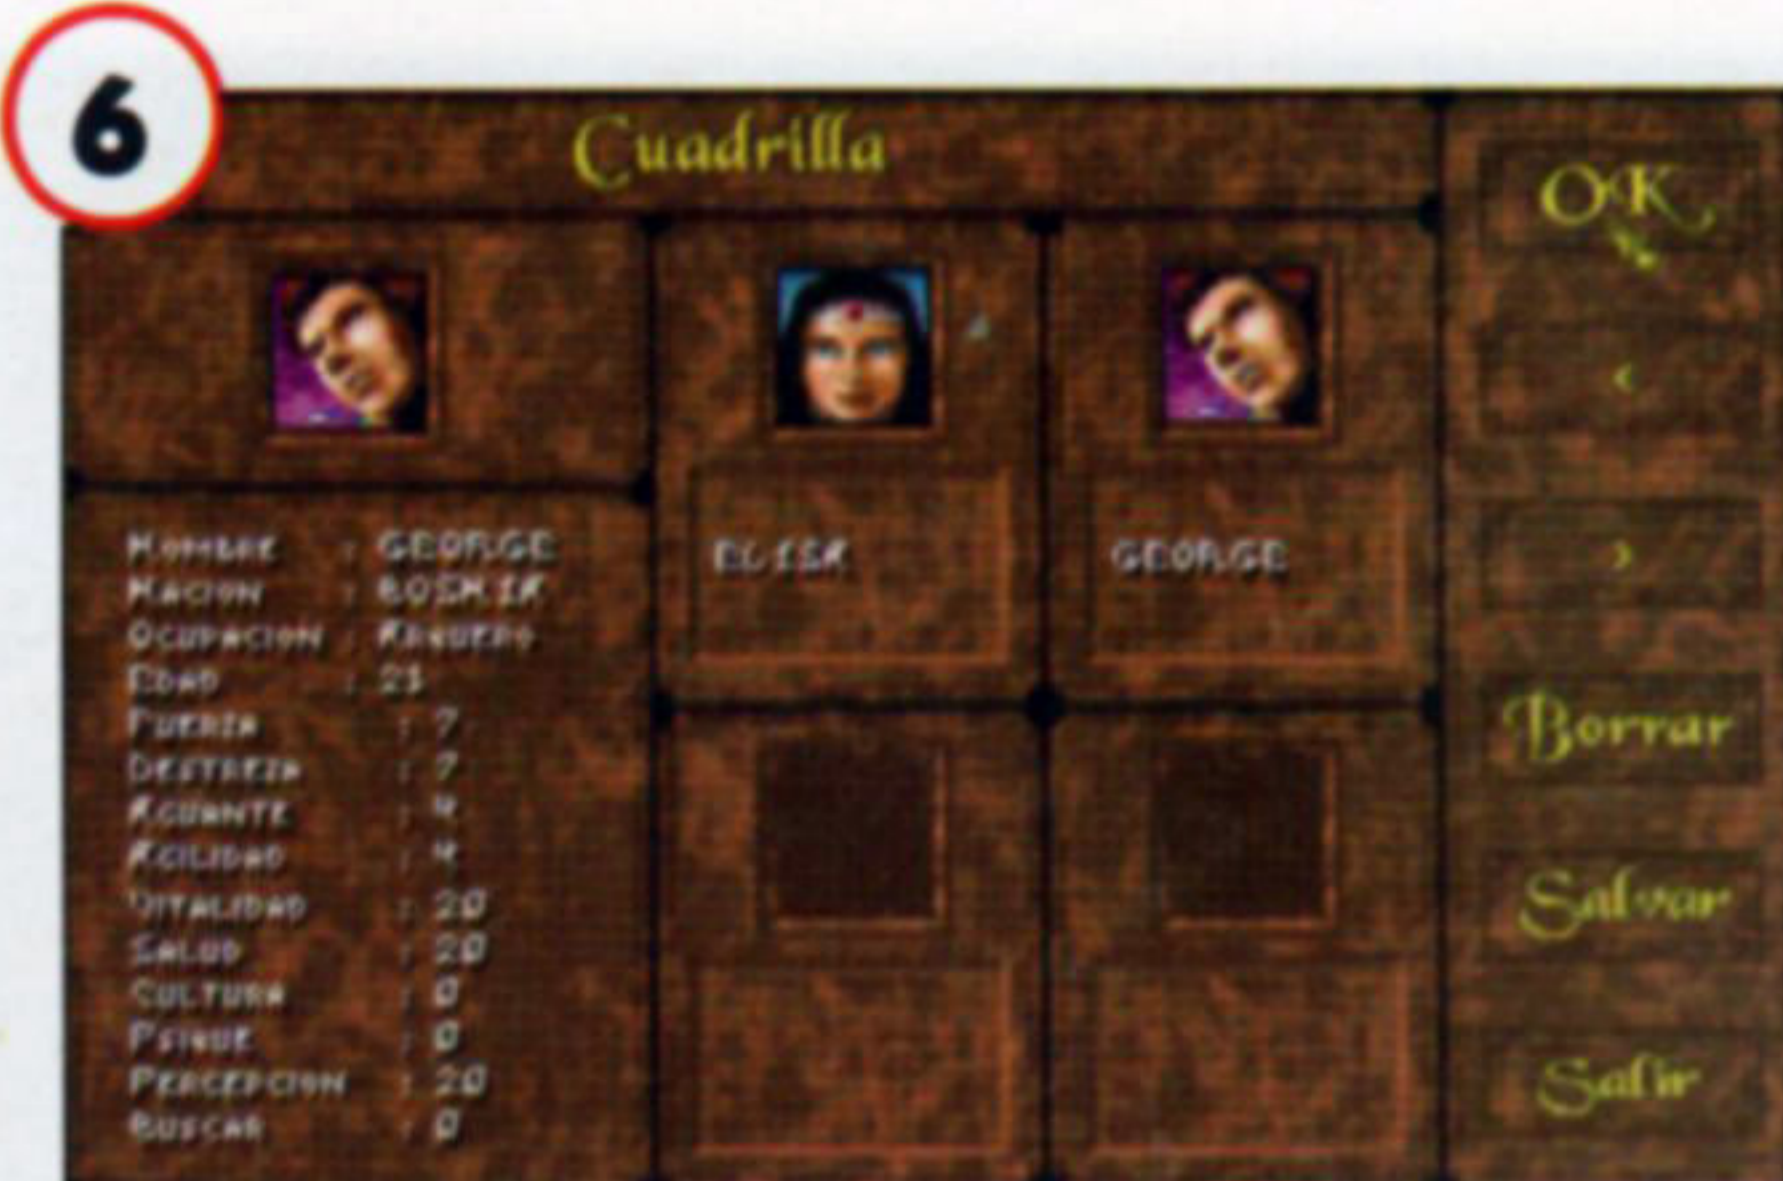 6
Cuadrilla
OK
<
>
Borrar
Salvar
Salir
ELISA
GEORGE
NOMBRE : GEORGE
NACION : BOSNIA
OCUPACION :
EDAD : 21
FUERZA : 7
DESTREZA : 7
AGUANTE : 4
AGILIDAD : 4
VITALIDAD : 20
SALUD : 20
CULTURA : 0
PSIQUE : 0
PERCEPCION : 20
BUSCAR : 0